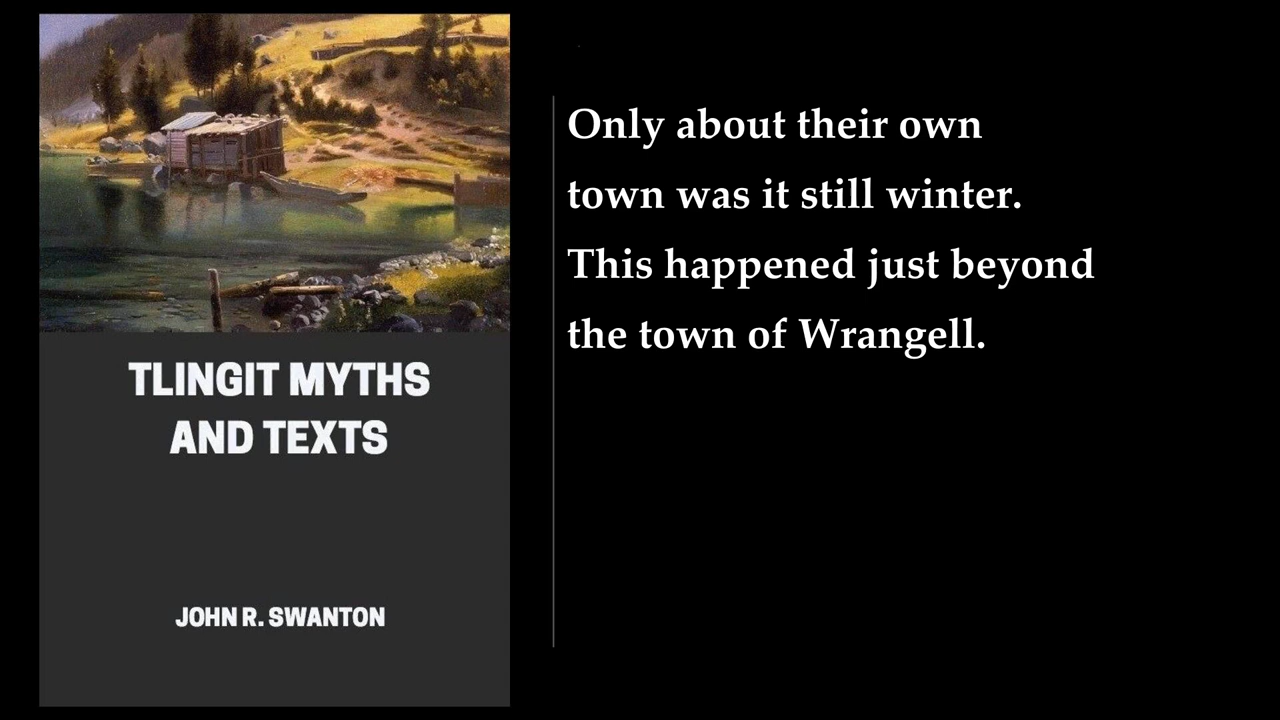 Only about their own
town was it still winter.
This happened just beyond
the town of Wrangell.
TLINGIT MYTHS
AND TEXTS
JOHN R. SWANTON